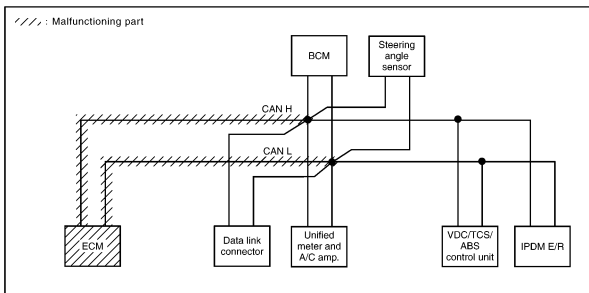 : Malfunctioning part
BCM
Steering
angle
sensor
CAN H
CAN L
ECM
Data link
connector
Unified
meter and
A/C amp.
VDC/TCS/
ABS
control unit
IPDM E/R